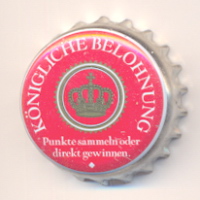 KÖNIGLICHE BELOHNUNG
Punkte sammeln oder
direkt gewinnen.